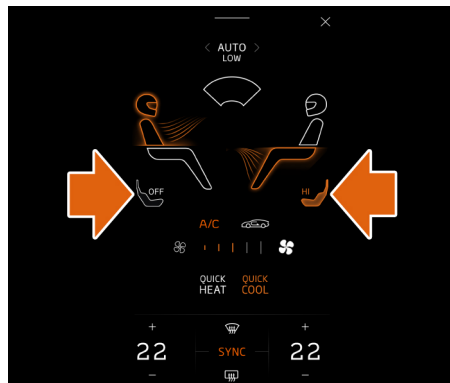 AUTO
LOW
OFF
HI
A/C
QUICK HEAT
QUICK COOL
+
+
22
SYNC
22
−
−